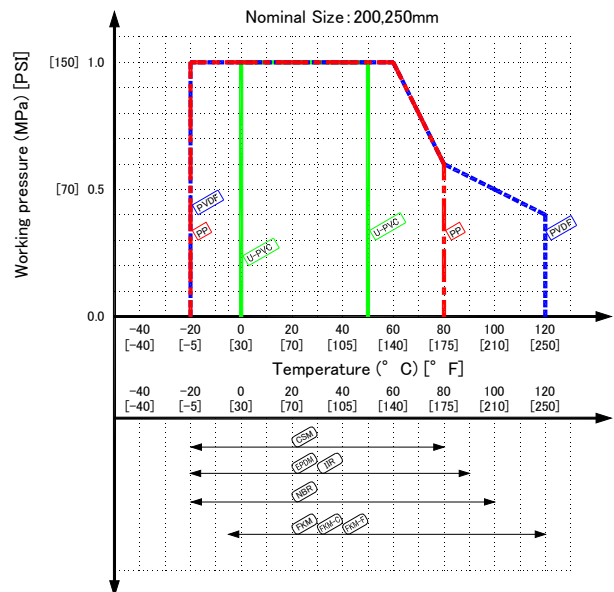 Nominal Size：200,250mm
Working pressure (MPa) [PSI]
[150] 1.0
[70] 0.5
0.0
PVDF
PP
U-PVC
U-PVC
PP
PVDF
-40 -20 0 20 40 60 80 100 120
[-40] [-5] [30] [70] [105] [140] [175] [210] [250]
Temperature (° C) [° F]
-40 -20 0 20 40 60 80 100 120
[-40] [-5] [30] [70] [105] [140] [175] [210] [250]
CSM
EPDM IIR
NBR
FKM FKM-C FKM-F